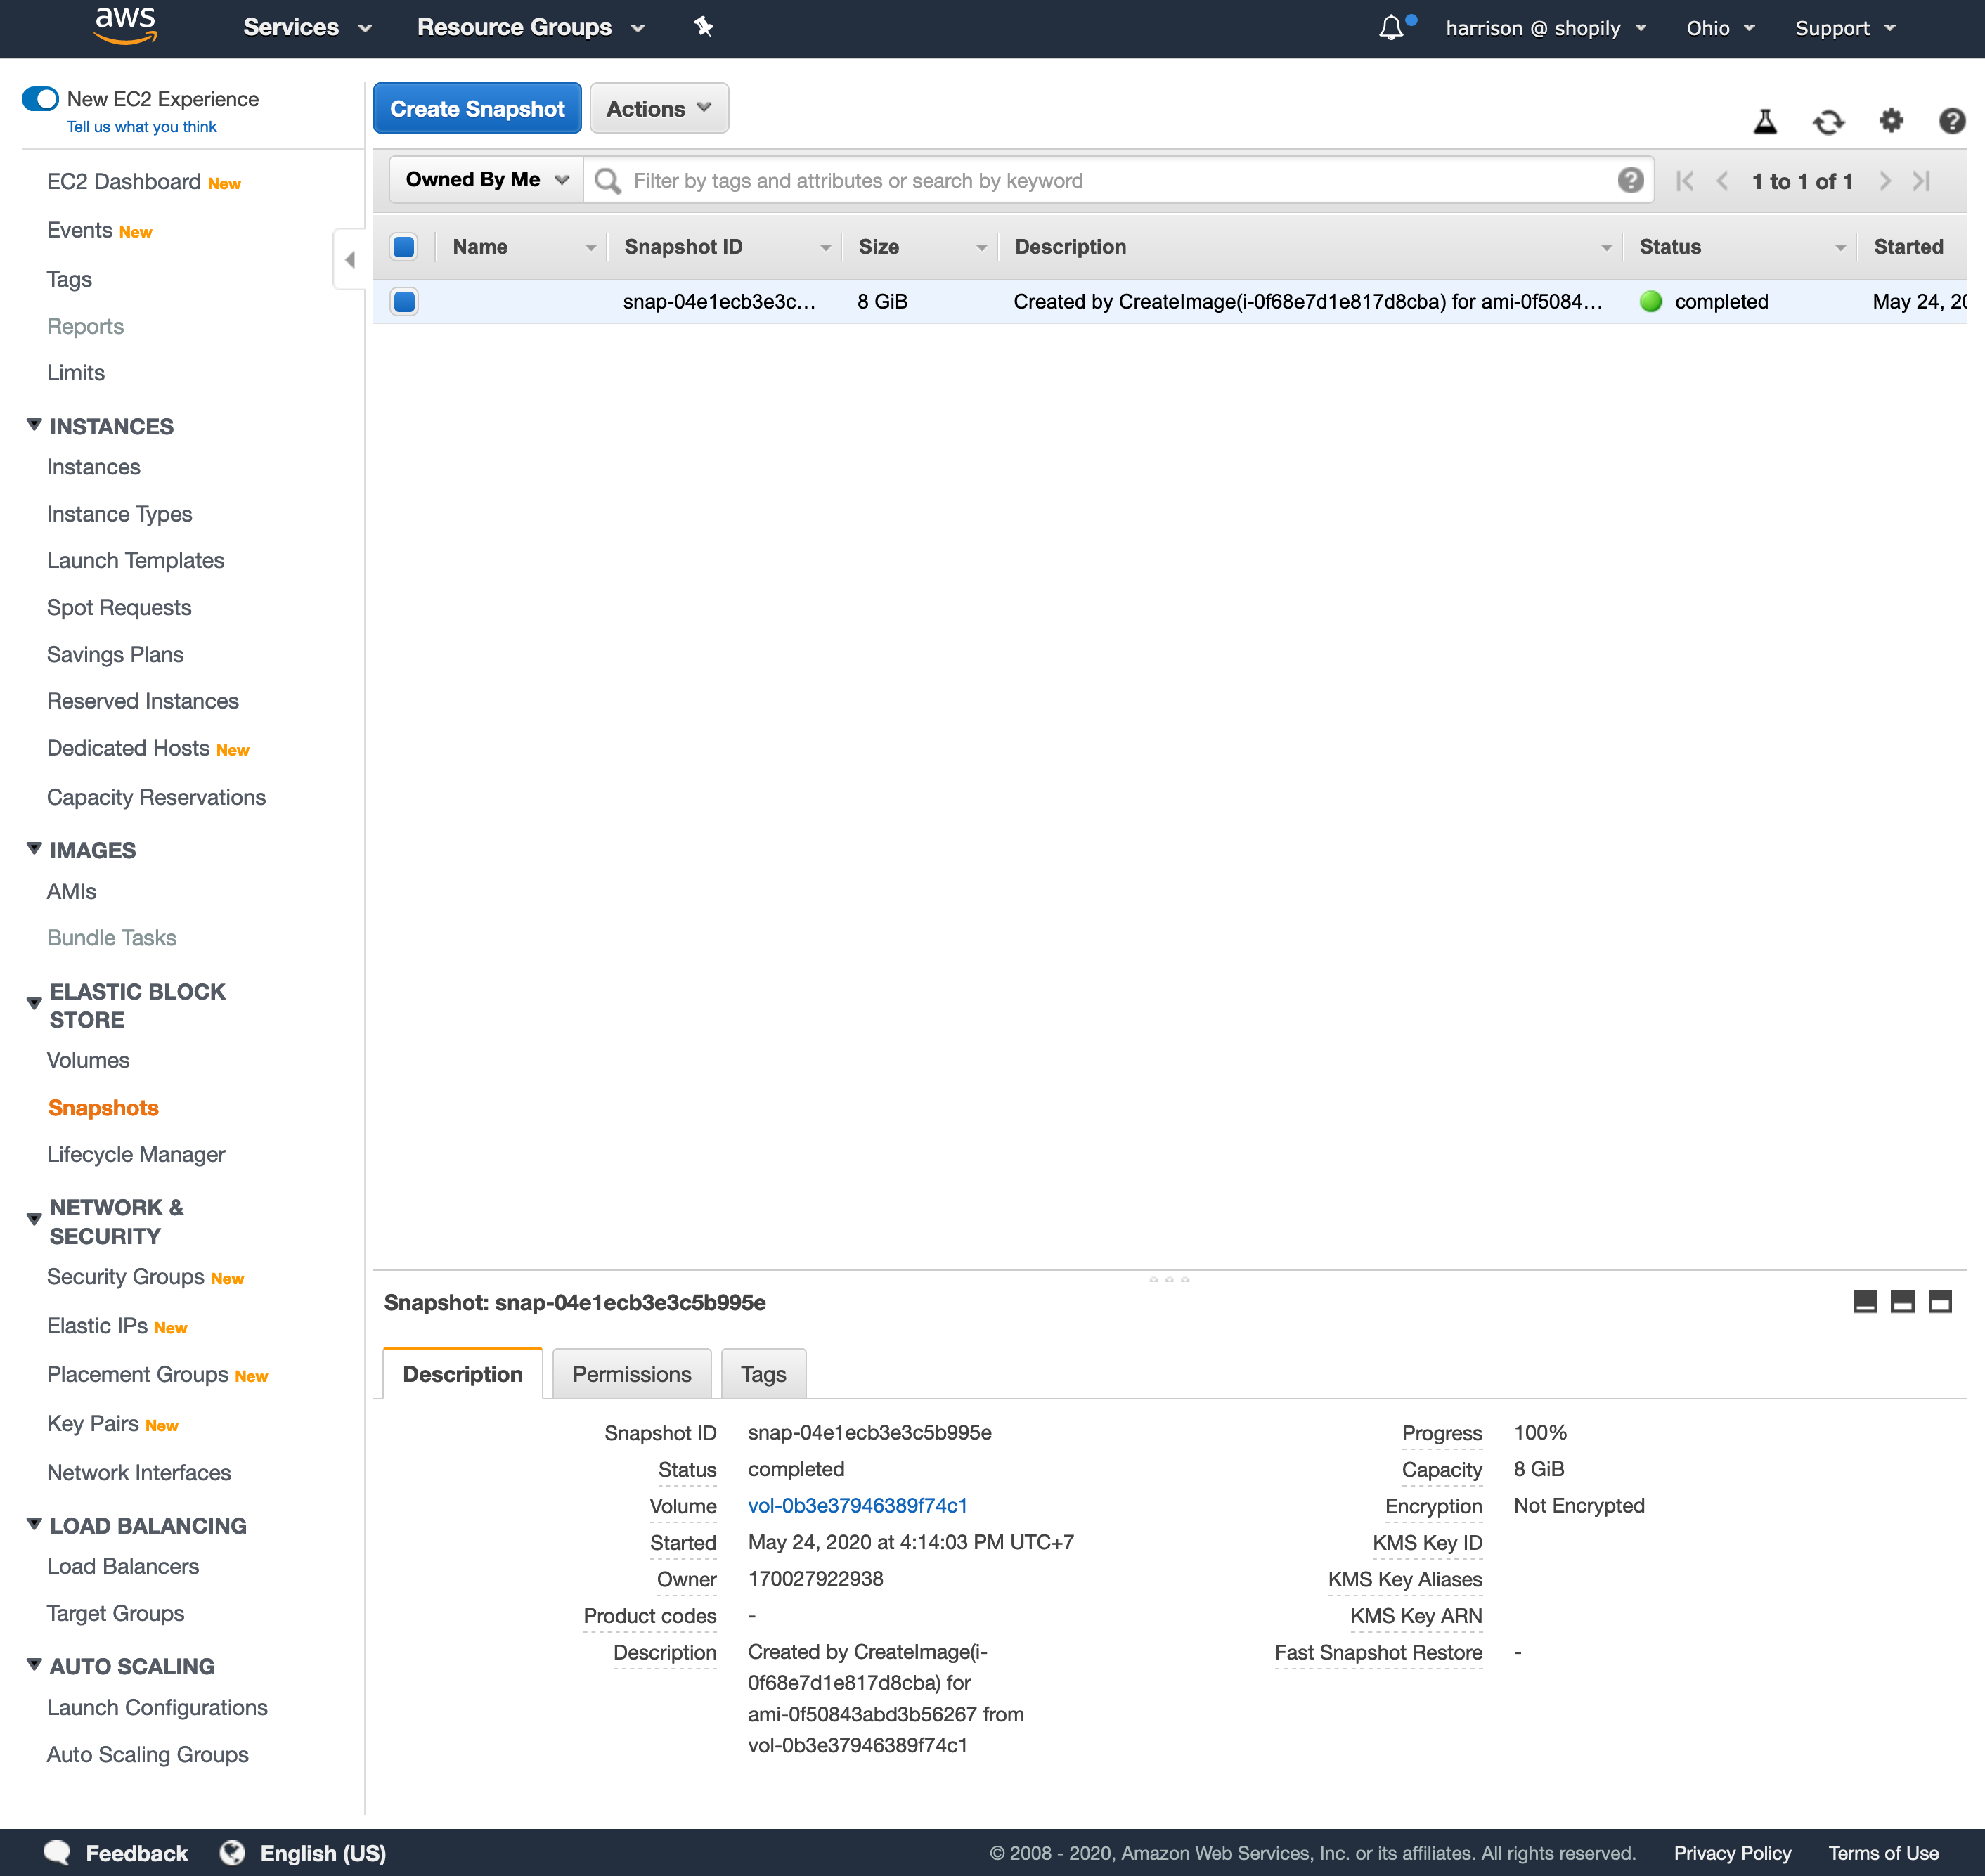 aws Services Resource Groups harrison @ shopily Ohio Support
New EC2 Experience
Tell us what you think
EC2 Dashboard New
Events New
Tags
Reports
Limits
INSTANCES
Instances
Instance Types
Launch Templates
Spot Requests
Savings Plans
Reserved Instances
Dedicated Hosts New
Capacity Reservations
IMAGES
AMIs
Bundle Tasks
ELASTIC BLOCK
STORE
Volumes
Snapshots
Lifecycle Manager
NETWORK &
SECURITY
Security Groups New
Elastic IPs New
Placement Groups New
Key Pairs New
Network Interfaces
LOAD BALANCING
Load Balancers
Target Groups
AUTO SCALING
Launch Configurations
Auto Scaling Groups
Create Snapshot Actions
Owned By Me Filter by tags and attributes or search by keyword 1 to 1 of 1
Name Snapshot ID Size Description Status Started
snap-04e1ecb3e3c... 8 GiB Created by CreateImage(i-0f68e7d1e817d8cba) for ami-0f5084... completed May 24, 20
Snapshot: snap-04e1ecb3e3c5b995e
Description Permissions Tags
Snapshot ID snap-04e1ecb3e3c5b995e
Status completed
Volume vol-0b3e37946389f74c1
Started May 24, 2020 at 4:14:03 PM UTC+7
Owner 170027922938
Product codes -
Description Created by CreateImage(i-
0f68e7d1e817d8cba) for
ami-0f50843abd3b56267 from
vol-0b3e37946389f74c1
Progress 100%
Capacity 8 GiB
Encryption Not Encrypted
KMS Key ID
KMS Key Aliases
KMS Key ARN
Fast Snapshot Restore -
Feedback English (US) © 2008 - 2020, Amazon Web Services, Inc. or its affiliates. All rights reserved. Privacy Policy Terms of Use